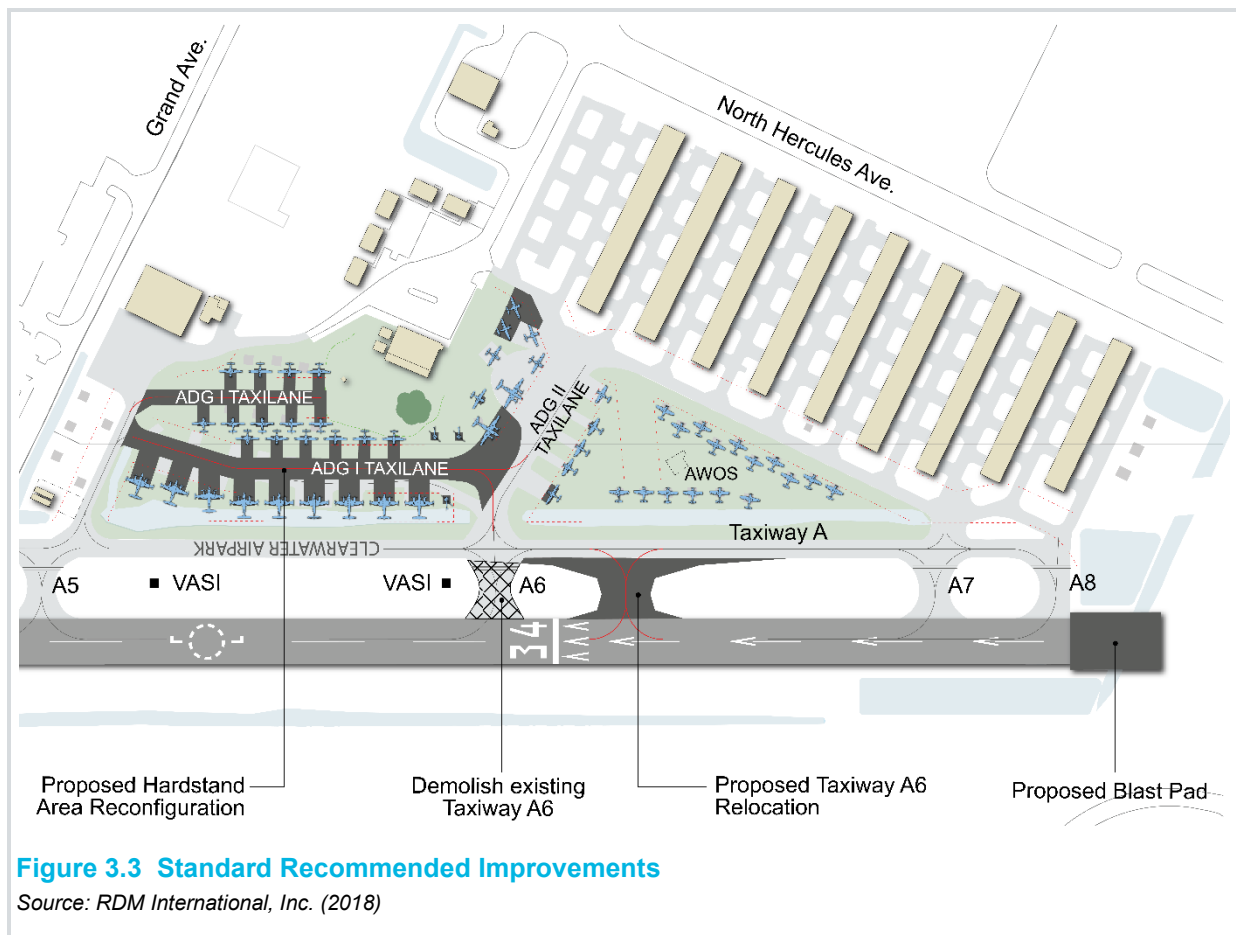 Grand Ave.
North Hercules Ave.
ADG I TAXILANE
ADG I TAXILANE
ADG II
TAXILANE
AWOS
Taxiway A
CLEARWATER AIRPARK
A5
VASI
VASI
A6
A7
A8
34
Proposed Hardstand
Area Reconfiguration
Demolish existing
Taxiway A6
Proposed Taxiway A6
Relocation
Proposed Blast Pad
Figure 3.3 Standard Recommended Improvements
Source: RDM International, Inc. (2018)